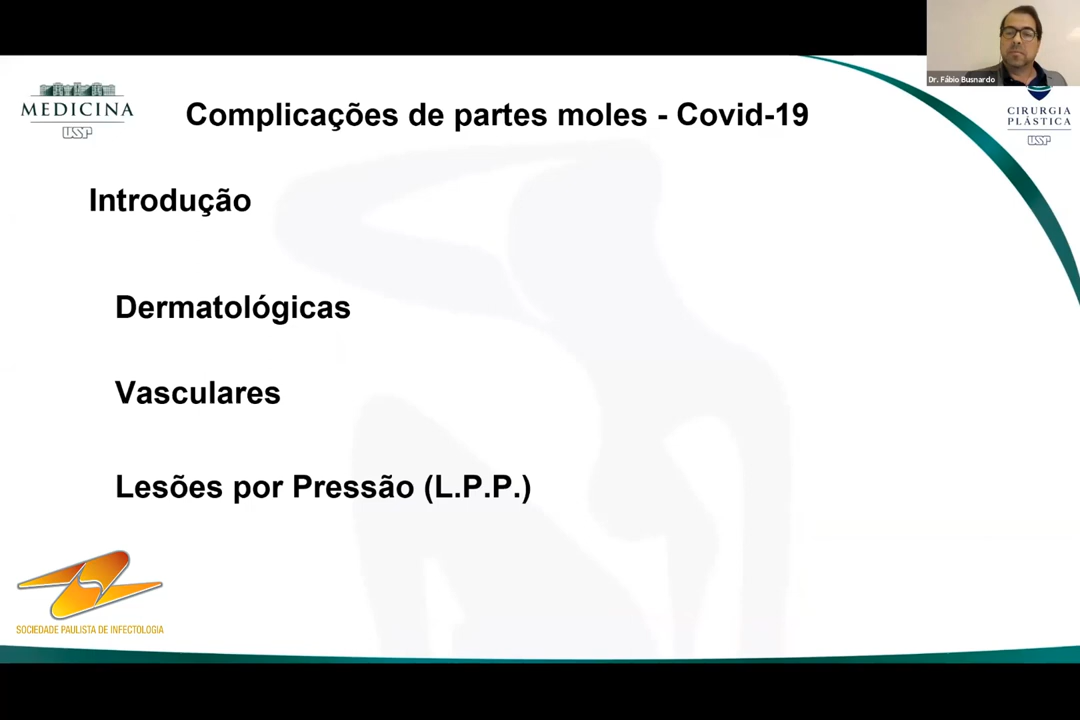 Dr. Fábio Busnardo
MEDICINA
USP
Complicações de partes moles - Covid-19
CIRURGIA
PLÁSTICA
USP
Introdução
Dermatológicas
Vasculares
Lesões por Pressão (L.P.P.)
SOCIEDADE PAULISTA DE INFECTOLOGIA